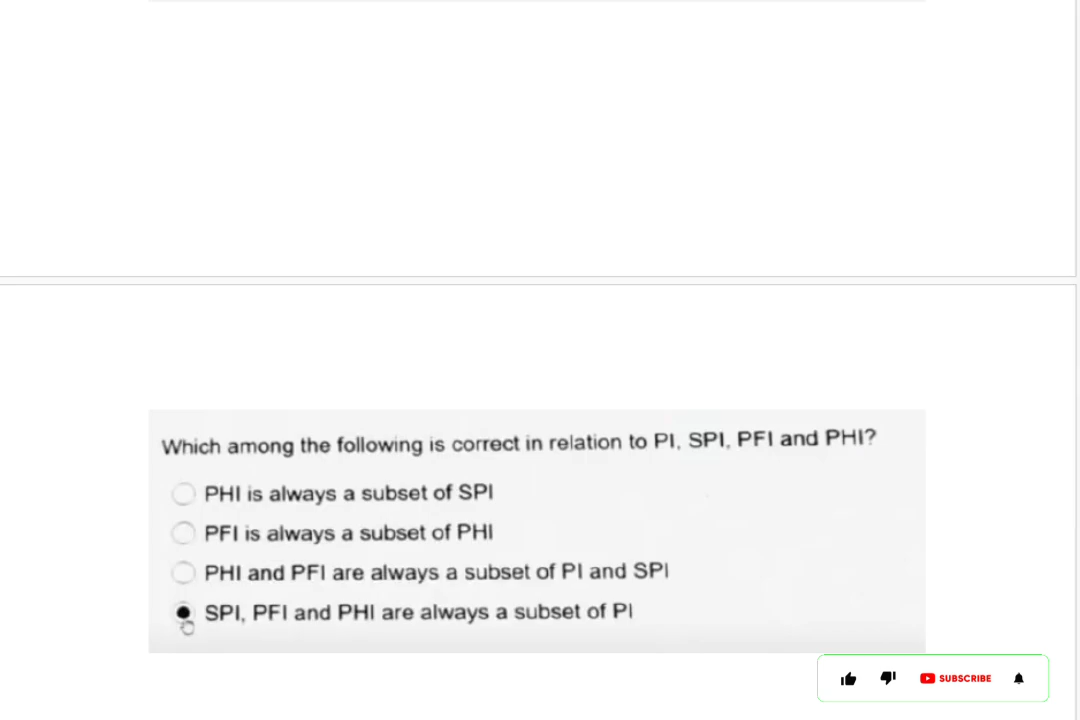 Which among the following is correct in relation to PI, SPI, PFI and PHI?
PHI is always a subset of SPI
PFI is always a subset of PHI
PHI and PFI are always a subset of PI and SPI
SPI, PFI and PHI are always a subset of PI
SUBSCRIBE